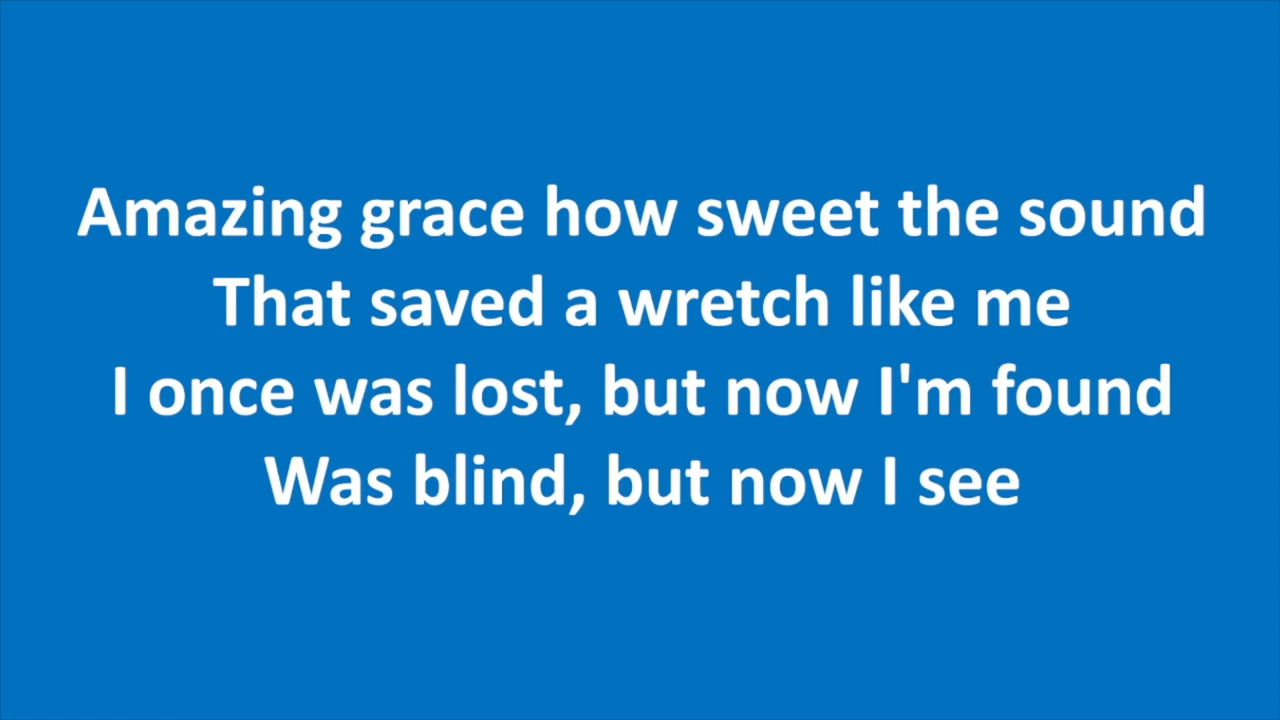 Amazing grace how sweet the sound
That saved a wretch like me
I once was lost, but now I'm found
Was blind, but now I see